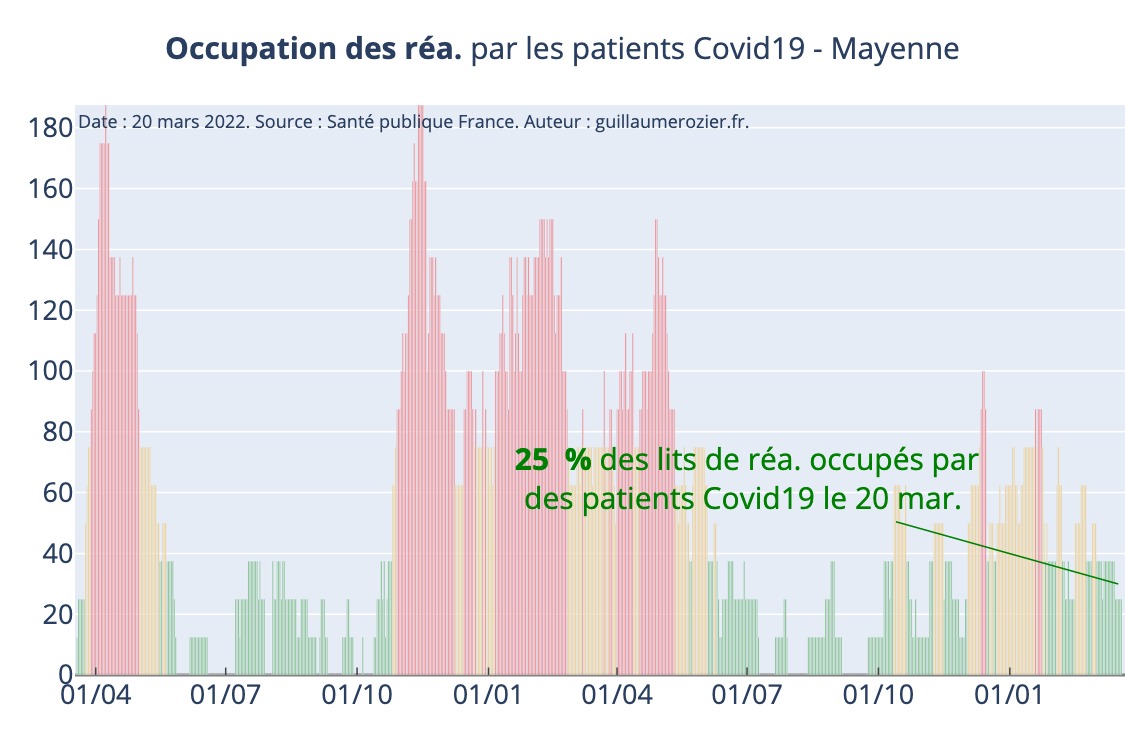 Occupation des réa. par les patients Covid19 - Mayenne
Date : 20 mars 2022. Source : Santé publique France. Auteur : guillaumerozier.fr.
180
160
140
120
100
80
60
40
20
0
25  % des lits de réa. occupés par
des patients Covid19 le 20 mar.
01/04 01/07 01/10 01/01 01/04 01/07 01/10 01/01